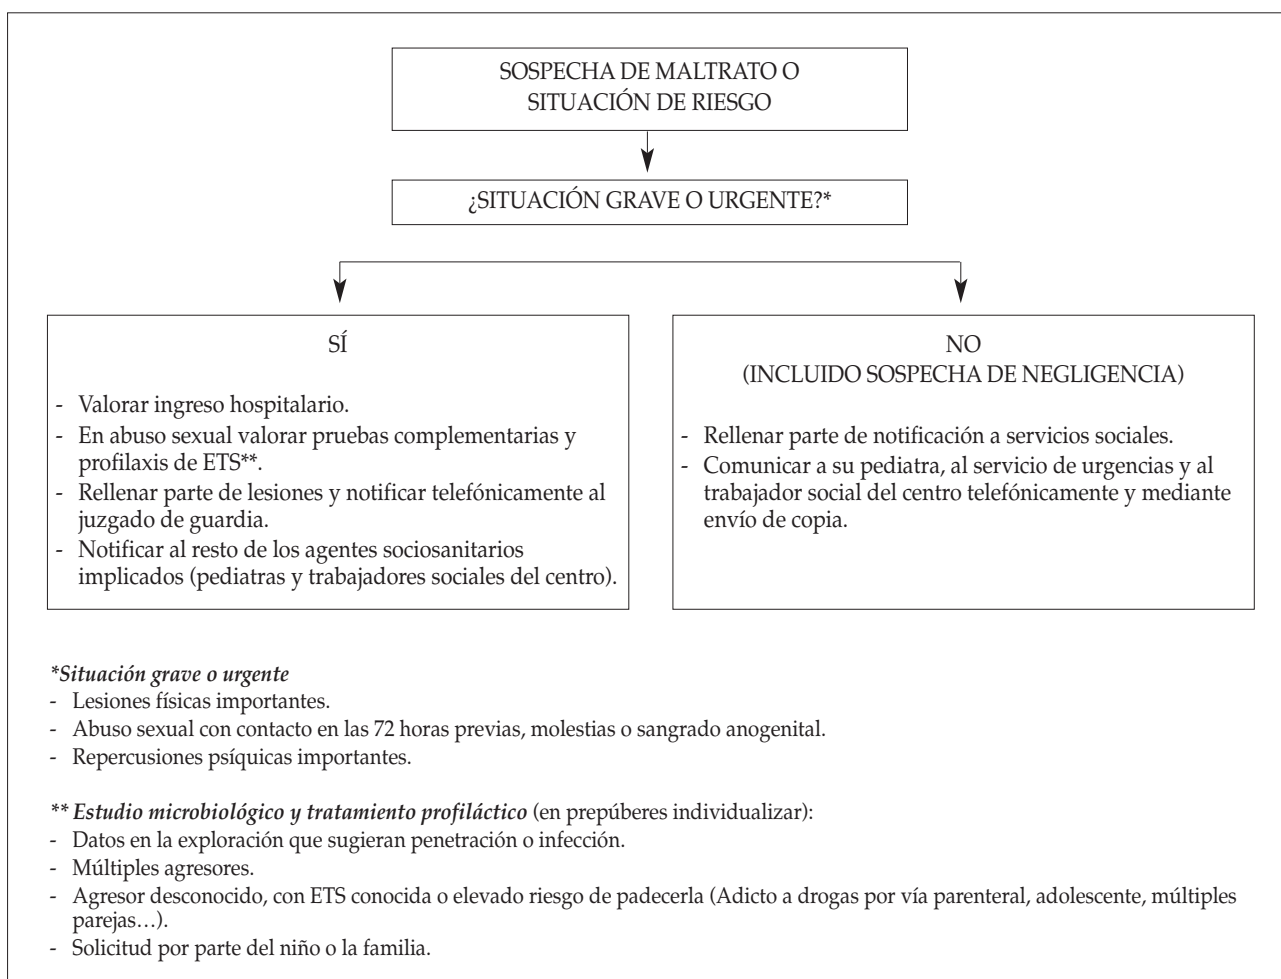 SOSPECHA DE MALTRATO O
SITUACIÓN DE RIESGO
¿SITUACIÓN GRAVE O URGENTE?*
SÍ
- Valorar ingreso hospitalario.
- En abuso sexual valorar pruebas complementarias y
profilaxis de ETS**.
- Rellenar parte de lesiones y notificar telefónicamente al
juzgado de guardia.
- Notificar al resto de los agentes sociosanitarios
implicados (pediatras y trabajadores sociales del centro).
NO
(INCLUIDO SOSPECHA DE NEGLIGENCIA)
- Rellenar parte de notificación a servicios sociales.
- Comunicar a su pediatra, al servicio de urgencias y al
trabajador social del centro telefónicamente y mediante
envío de copia.
*Situación grave o urgente
- Lesiones físicas importantes.
- Abuso sexual con contacto en las 72 horas previas, molestias o sangrado anogenital.
- Repercusiones psíquicas importantes.
** Estudio microbiológico y tratamiento profiláctico (en prepúberes individualizar):
- Datos en la exploración que sugieran penetración o infección.
- Múltiples agresores.
- Agresor desconocido, con ETS conocida o elevado riesgo de padecerla (Adicto a drogas por vía parenteral, adolescente, múltiples
parejas…).
- Solicitud por parte del niño o la familia.